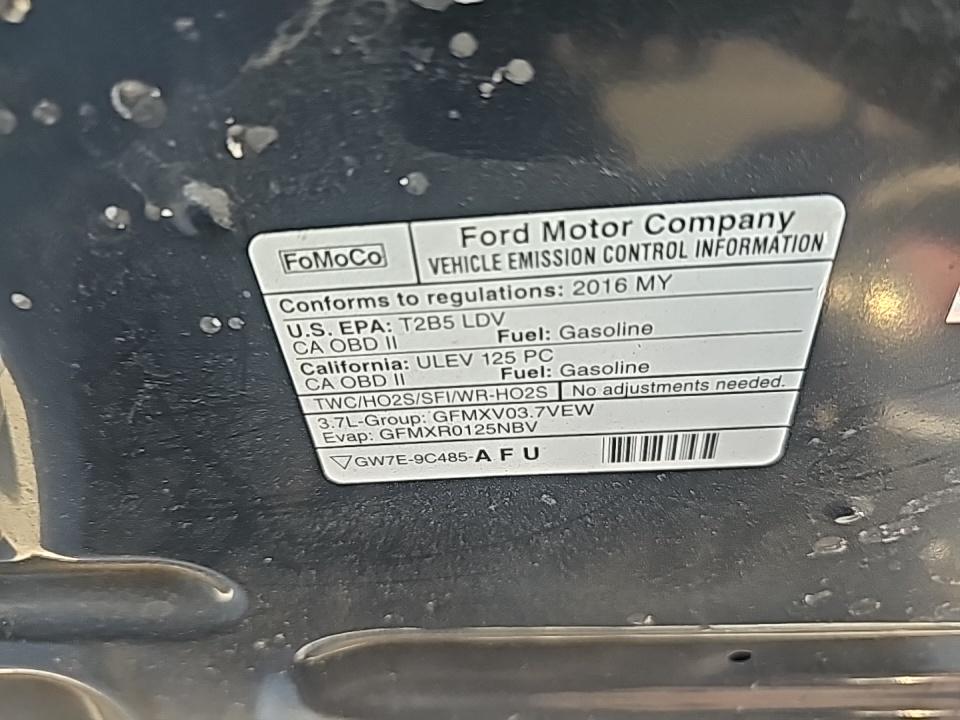 FoMoCo
Ford Motor Company
VEHICLE EMISSION CONTROL INFORMATION
Conforms to regulations: 2016 MY
U.S. EPA: T2B5 LDV
CA OBD II Fuel: Gasoline
California: ULEV 125 PC
CA OBD II Fuel: Gasoline
TWC/HO2S/SFI/WR-HO2S No adjustments needed.
3.7L-Group: GFMXV03.7VEW
Evap: GFMXR0125NBV
GW7E-9C485-A F U